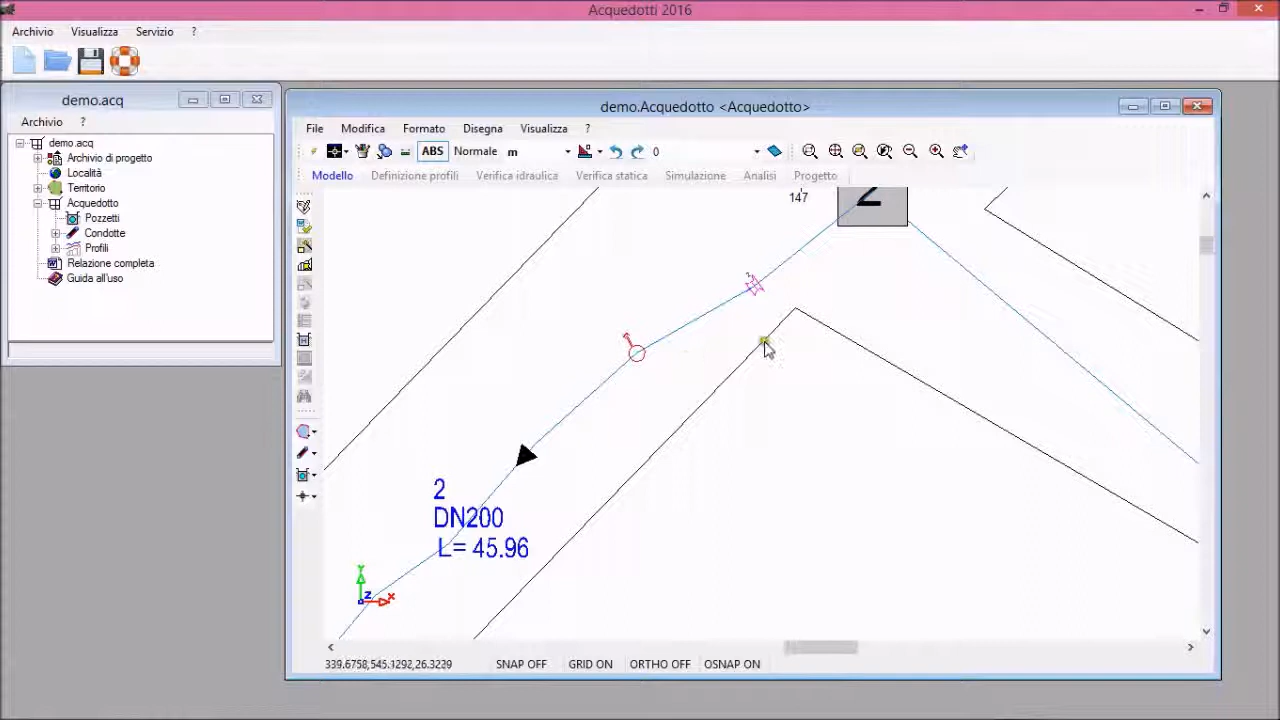 Acquedotti 2016
Archivio Visualizza Servizio ?
demo.acq
Archivio ?
demo.acq
Archivio di progetto
Località
Territorio
Acquedotto
Pozzetti
Condotte
Profili
Relazione completa
Guida all'uso
demo.Acquedotto <Acquedotto>
File Modifica Formato Disegna Visualizza ?
ABS Normale m 0
Modello Definizione profili Verifica idraulica Verifica statica Simulazione Analisi Progetto
147
2
2
DN200
L= 45.96
Y
Z X
339.6758,545.1292,26.3229 SNAP OFF GRID ON ORTHO OFF OSNAP ON